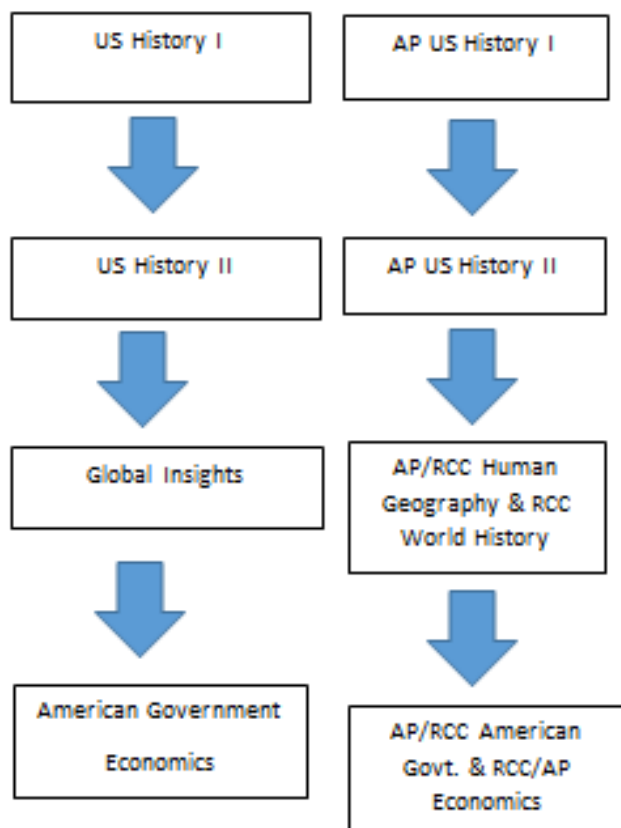 US History I
AP US History I
US History II
AP US History II
Global Insights
AP/RCC Human
Geography & RCC
World History
American Government
Economics
AP/RCC American
Govt. & RCC/AP
Economics